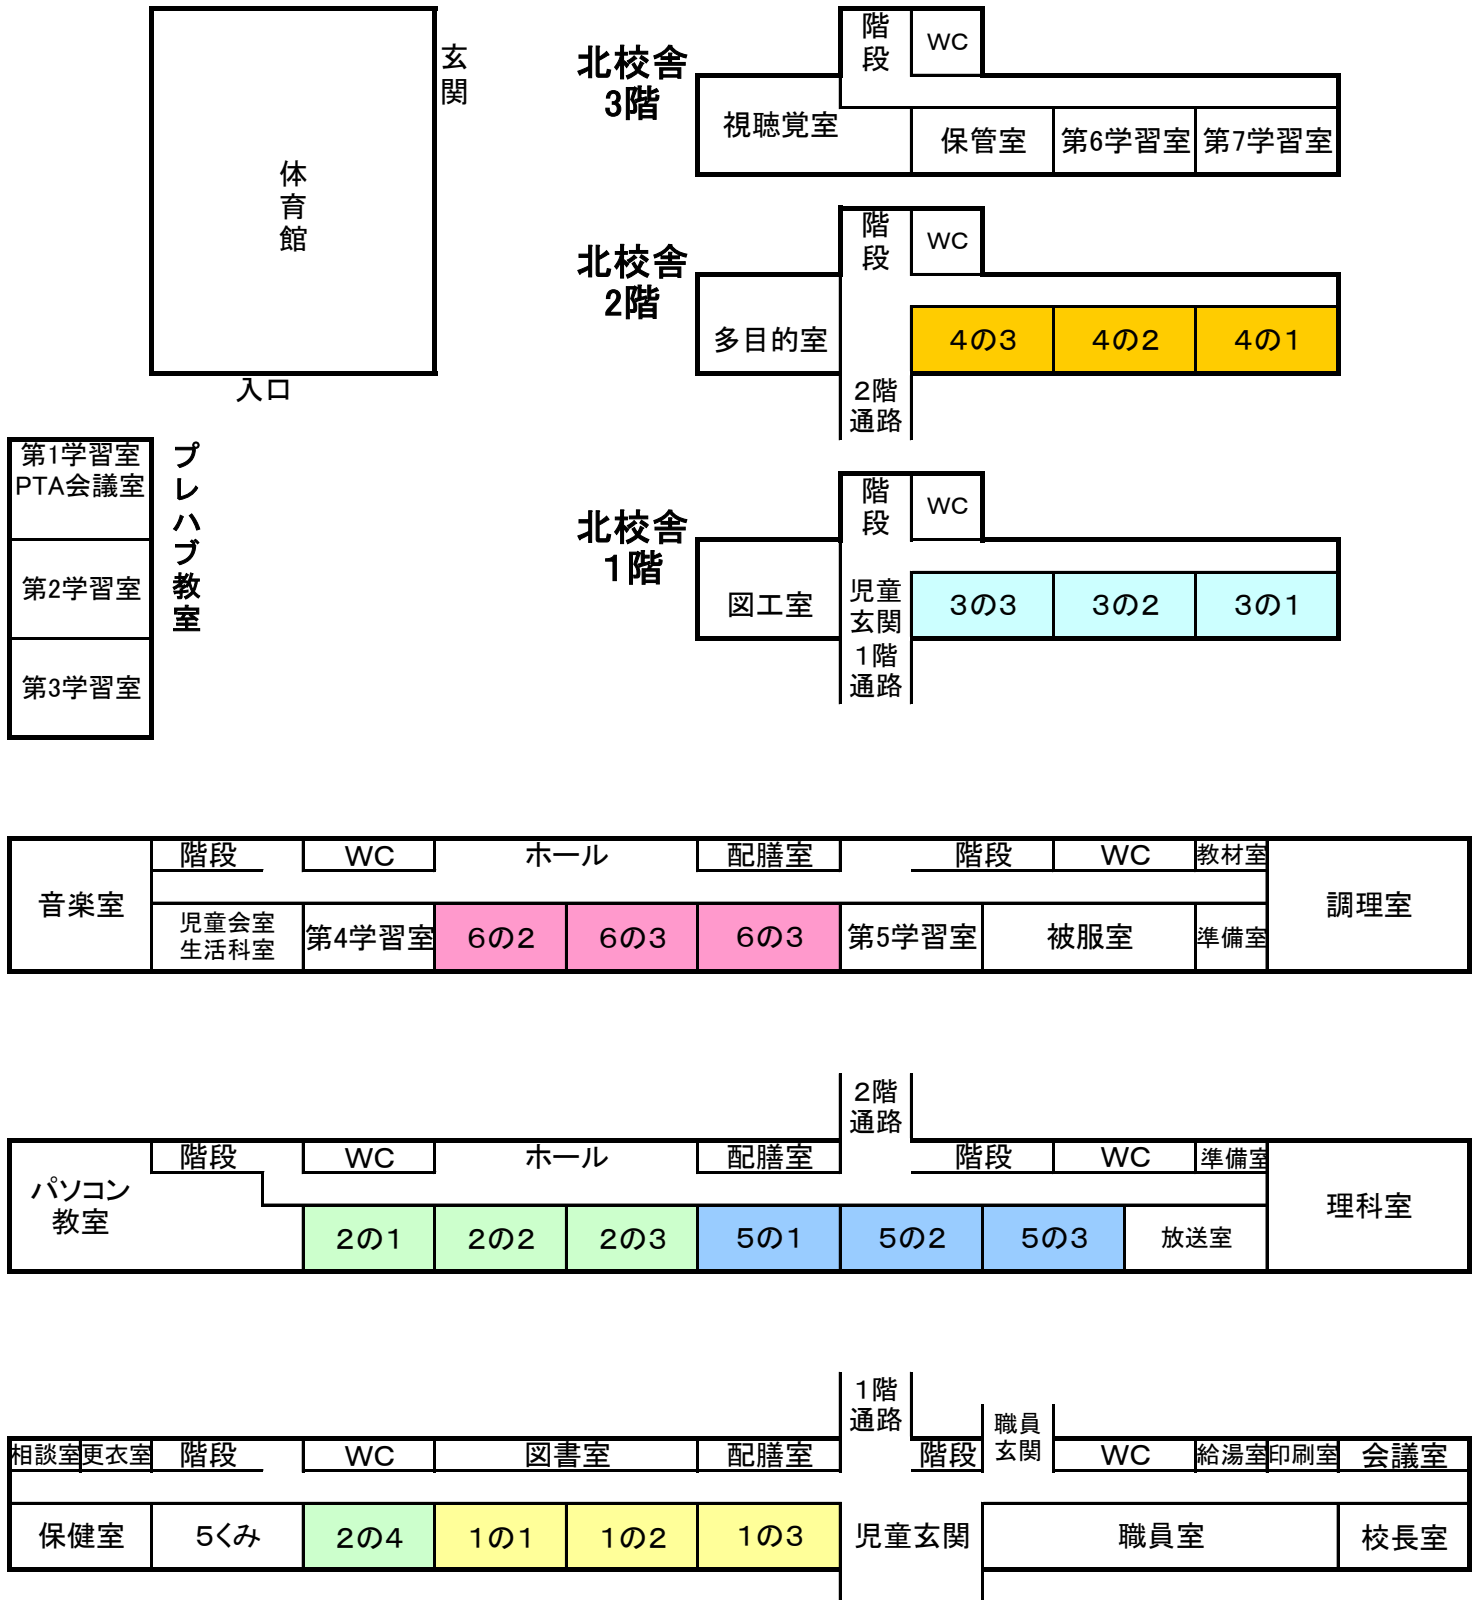 体育館
玄関
入口
北校舎
3階
階段
WC
視聴覚室
保管室
第6学習室
第7学習室
北校舎
2階
階段
WC
多目的室
4の3
4の2
4の1
2階
通路
第1学習室
PTA会議室
第2学習室
第3学習室
プレハブ教室
北校舎
1階
階段
WC
図工室
児童
玄関
3の3
3の2
3の1
1階
通路
音楽室
階段
WC
ホール
配膳室
階段
WC
教材室
調理室
児童会室
生活科室
第4学習室
6の2
6の3
6の3
第5学習室
被服室
準備室
2階
通路
パソコン
教室
階段
WC
ホール
配膳室
階段
WC
準備室
理科室
2の1
2の2
2の3
5の1
5の2
5の3
放送室
1階
通路
職員
玄関
相談室
更衣室
階段
WC
図書室
配膳室
階段
WC
給湯室
印刷室
会議室
保健室
5くみ
2の4
1の1
1の2
1の3
児童玄関
職員室
校長室